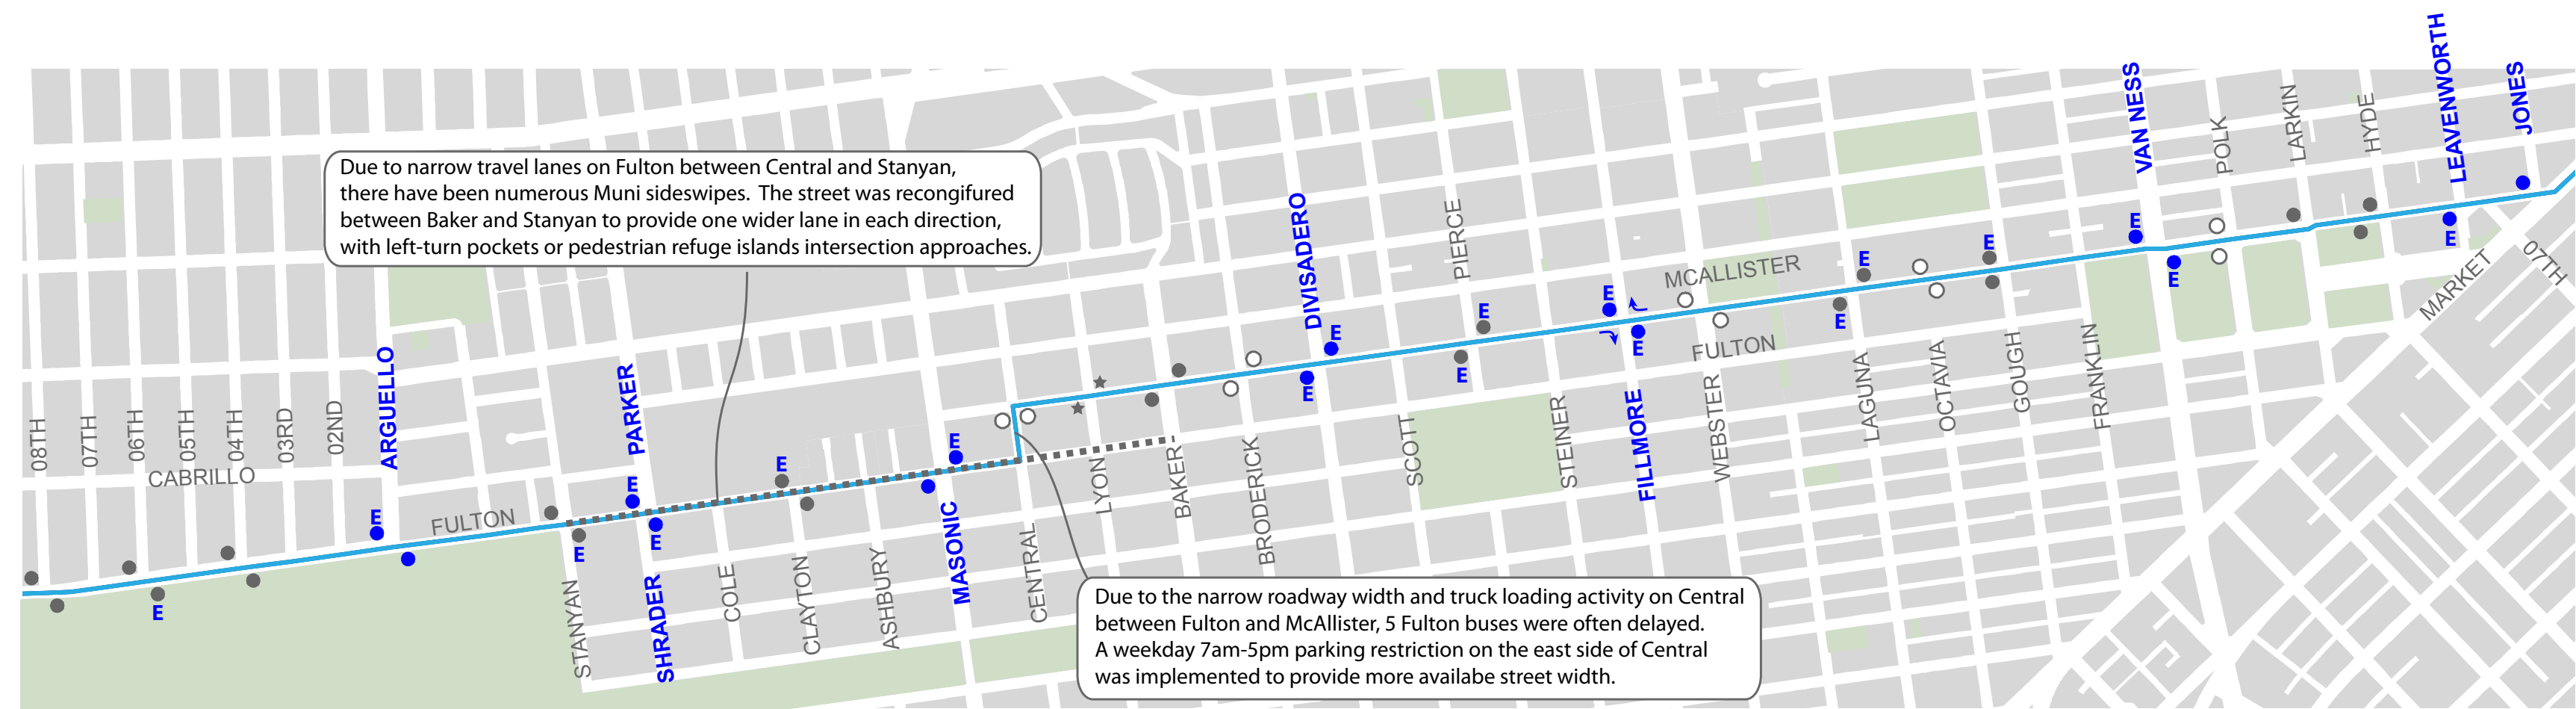 Due to narrow travel lanes on Fulton between Central and Stanyan,
there have been numerous Muni sideswipes. The street was recongifured
between Baker and Stanyan to provide one wider lane in each direction,
with left-turn pockets or pedestrian refuge islands intersection approaches.
LEAVENWORTH
JONES
VAN NESS
POLK
LARKIN
HYDE
DIVISADERO
PIERCE
MCALLISTER
FULTON
MARKET
07TH
E
E
E
E
E
E
E
E
E
E
E
E
08TH
07TH
06TH
05TH
04TH
03RD
02ND
ARGUELLO
PARKER
CABRILLO
FULTON
E
E
E
E
E
E
E
E
STANYAN
SHRADER
COLE
CLAYTON
ASHBURY
MASONIC
CENTRAL
LYON
BAKER
BRODERICK
SCOTT
STEINER
FILLMORE
WEBSTER
LAGUNA
OCTAVIA
GOUGH
FRANKLIN
Due to the narrow roadway width and truck loading activity on Central
between Fulton and McAllister, 5 Fulton buses were often delayed.
A weekday 7am-5pm parking restriction on the east side of Central
was implemented to provide more availabe street width.